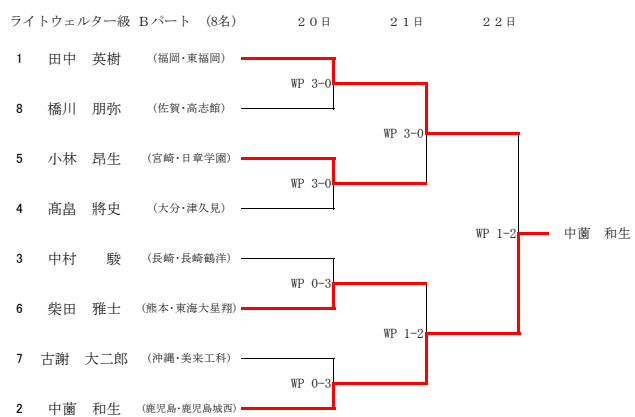 ライトウェルター級 Bパート (8名) 20日 21日 22日
1 田中 英樹 (福岡・東福岡)
WP 3-0
8 橋川 朋弥 (佐賀・高志館)
WP 3-0
5 小林 昂生 (宮崎・日章学園)
WP 3-0
4 髙畠 將史 (大分・津久見)
WP 1-2 中薗 和生
3 中村 駿 (長崎・長崎鶴洋)
WP 0-3
6 柴田 雅士 (熊本・東海大星翔)
WP 1-2
7 古謝 大二郎 (沖縄・美来工科)
WP 0-3
2 中薗 和生 (鹿児島・鹿児島城西)